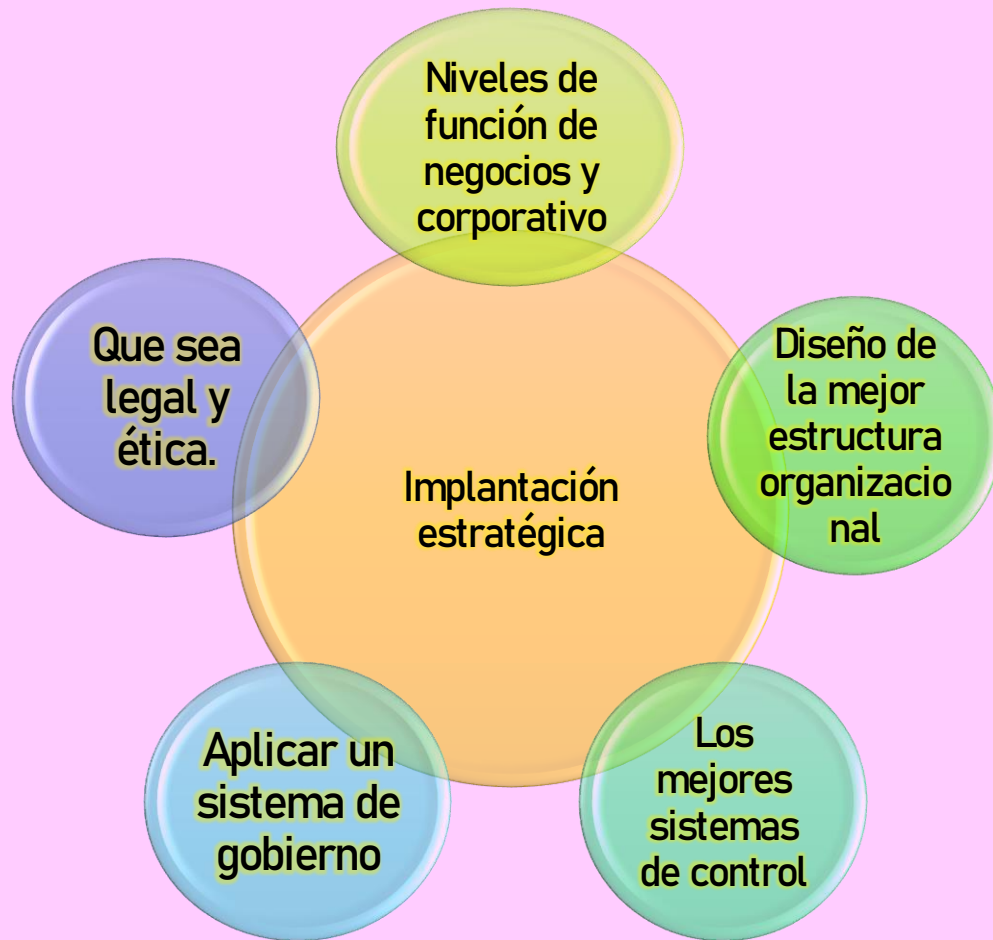 Niveles de
función de
negocios y
corporativo
Diseño de
la mejor
estructura
organizacio
nal
Los
mejores
sistemas
de control
Aplicar un
sistema de
gobierno
Que sea
legal y
ética.
Implantación
estratégica